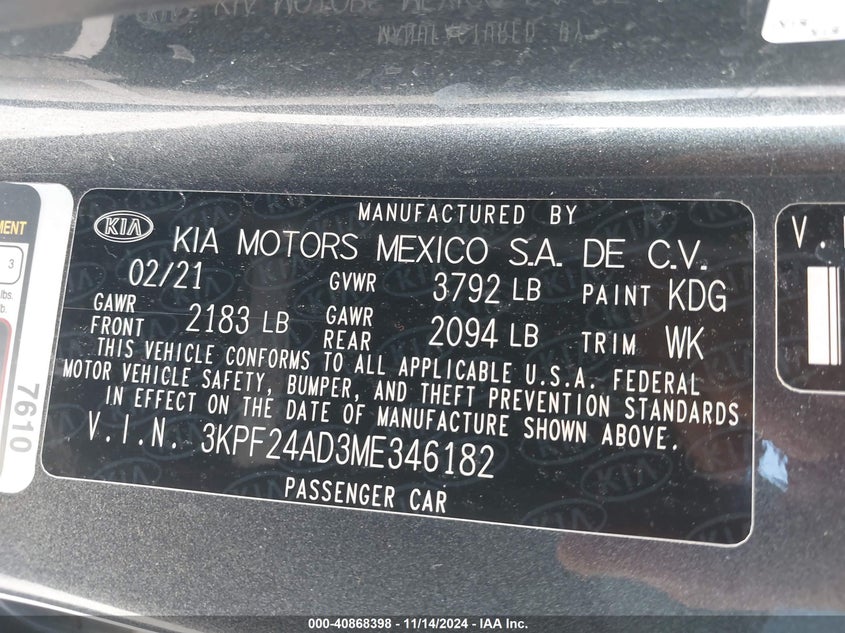 MANUFACTURED BY
KIA
KIA MOTORS MEXICO S.A. DE C.V.
02/21 GVWR 3792 LB PAINT KDG
GAWR FRONT 2183 LB GAWR REAR 2094 LB TRIM WK
THIS VEHICLE CONFORMS TO ALL APPLICABLE U.S.A. FEDERAL
MOTOR VEHICLE SAFETY, BUMPER, AND THEFT PREVENTION STANDARDS
IN EFFECT ON THE DATE OF MANUFACTURE SHOWN ABOVE.
V.I.N. 3KPF24AD3ME346182
PASSENGER CAR
3
lbs.
7610
V.
000-40868398 - 11/14/2024 - IAA Inc.